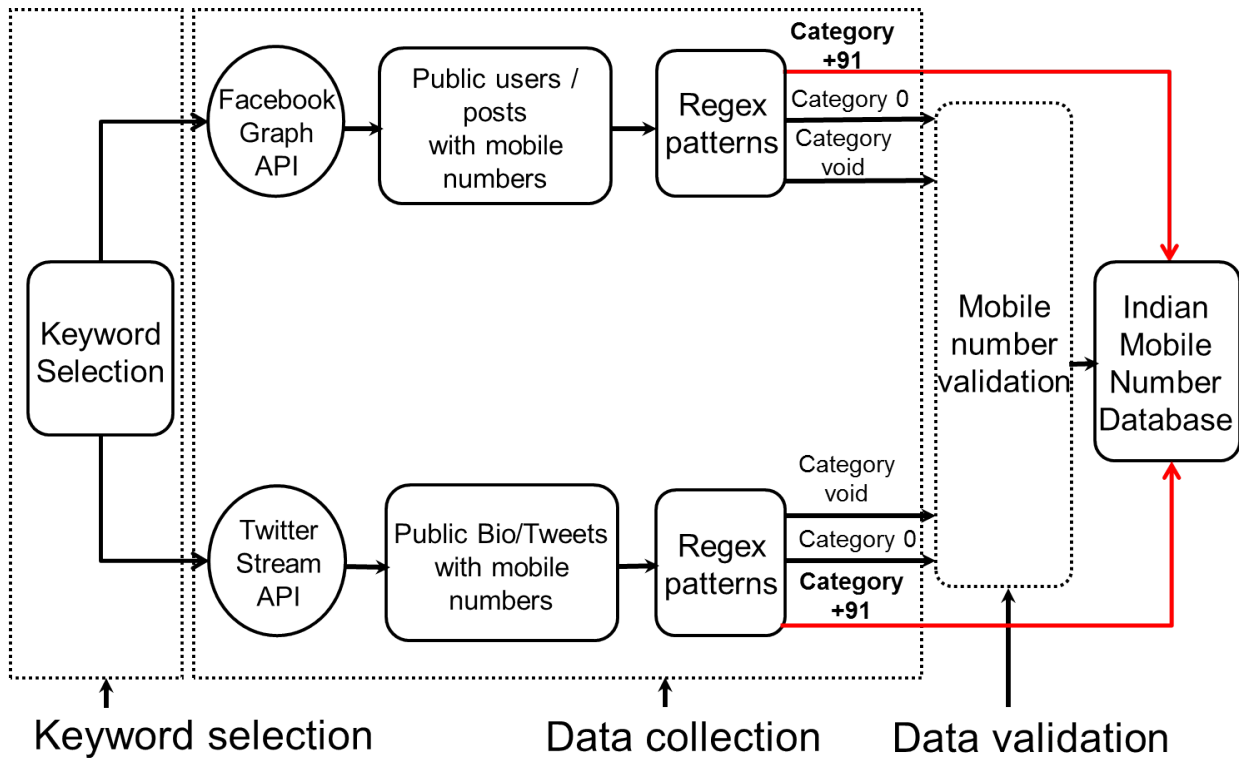 Category
+91
Facebook
Graph
API
Public users /
posts
with mobile
numbers
Regex
patterns
Category 0
Category
void
Keyword
Selection
Mobile
number
validation
Indian
Mobile
Number
Database
Twitter
Stream
API
Public Bio/Tweets
with mobile
numbers
Regex
patterns
Category
void
Category 0
Category
+91
Keyword selection
Data collection
Data validation